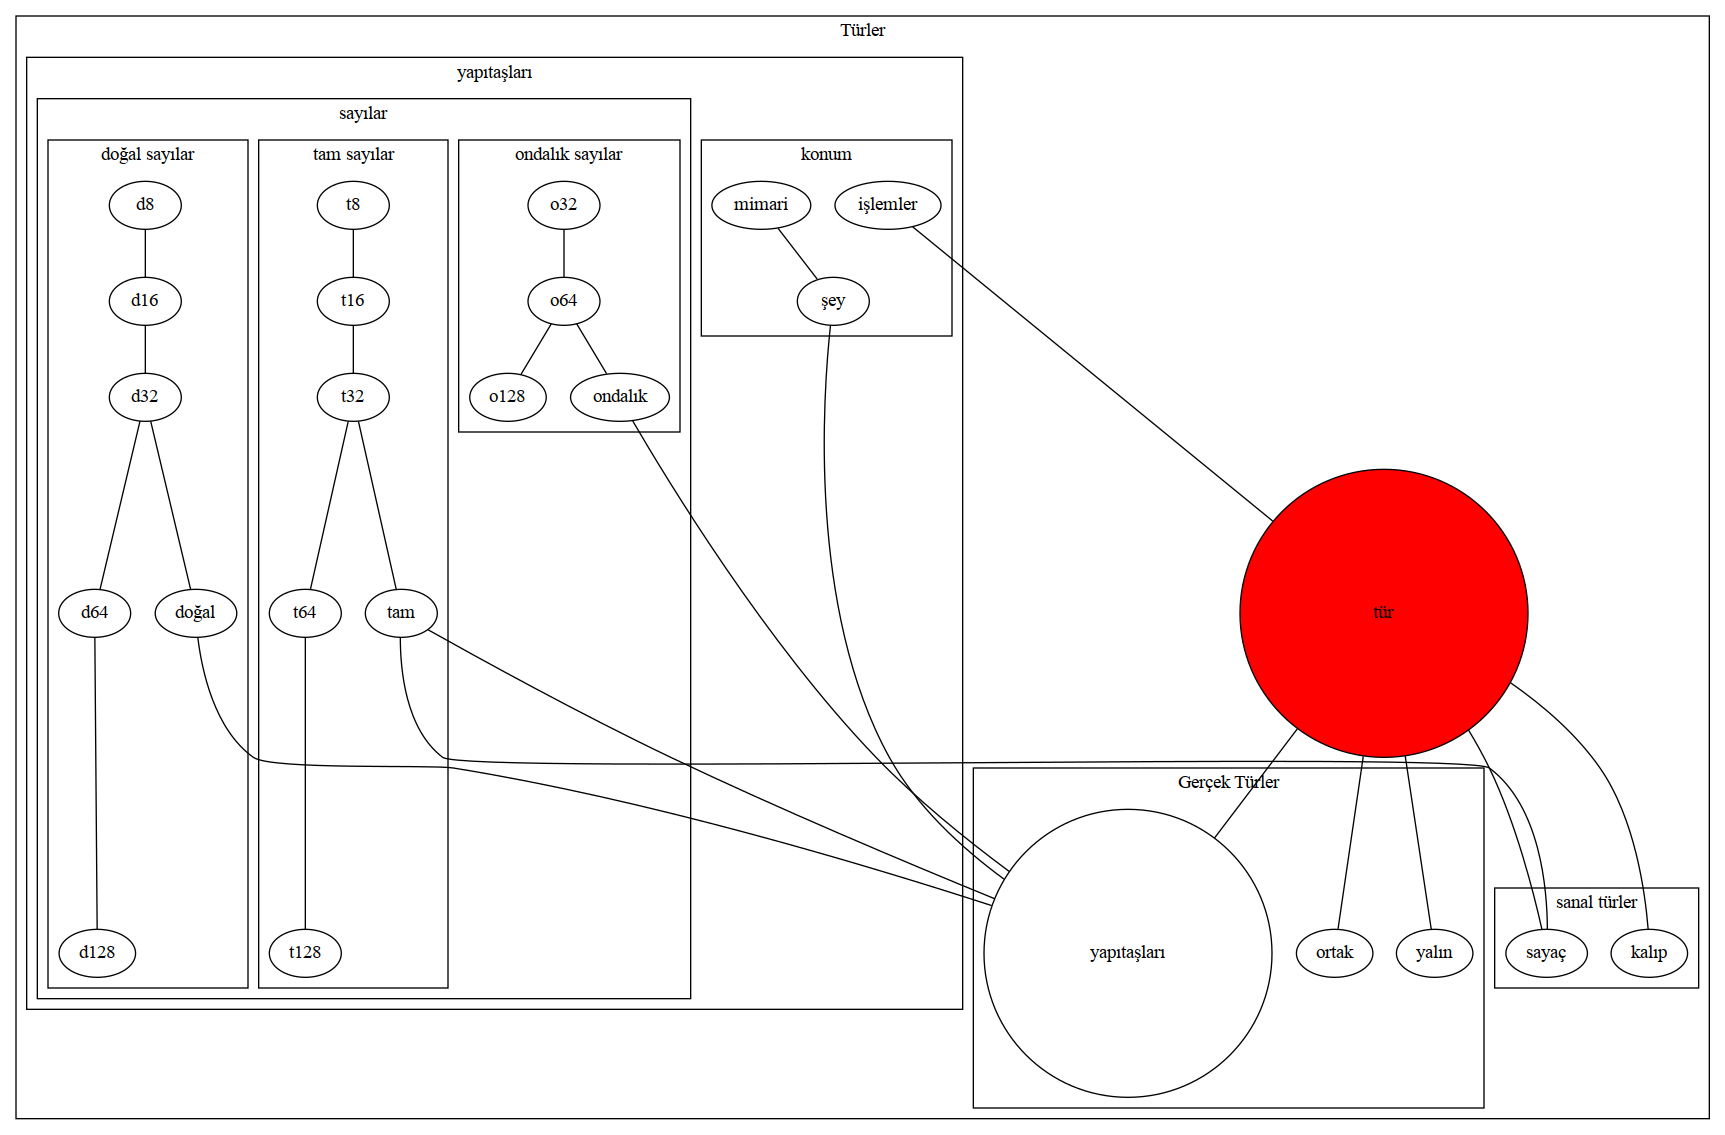 Türler
yapıtaşları
sayılar
doğal sayılar
tam sayılar
ondalık sayılar
konum
d8
t8
o32
mimari
işlemler
d16
t16
o64
şey
d32
t32
o128
ondalık
d64
doğal
t64
tam
tür
Gerçek Türler
sanal türler
d128
t128
yapıtaşları
ortak
yalın
sayaç
kalıp